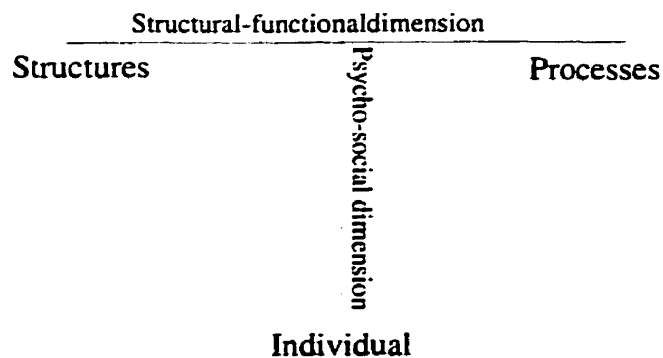 Structural-functionaldimension
Structures
Processes
Psycho-social dimension
Individual